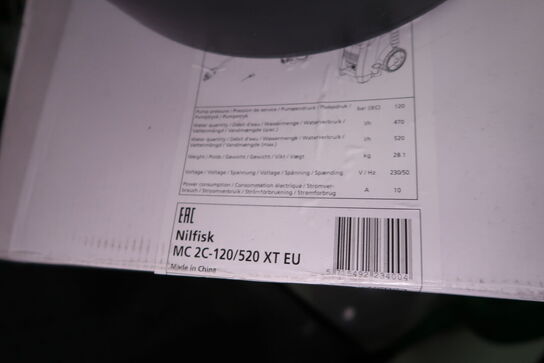 Pump pressure / Pression de service / Pumpendruck / Pumpdruk / bar (IEC) 120
Pumptryck / Pumpetryk
Water quantity / Débit d'eau / Wassermenge / Waterverbruik / l/h 470
Vattenmängd / Vandmængde (IEC)
Water quantity / Débit d'eau / Wassermenge / Waterverbruik / l/h 520
Vattenmängd / Vandmængde (max.)
Weight / Poids / Gewicht / Gewicht / Vikt / Vægt kg 28.1
Voltage / Voltage / Spannung / Voltage / Spänning / Spænding V / Hz 230/50
Power consumption / Consommation électrique / Stromver- A 10
brauch / Stroomverbruik / Strömförbrukning / Strømforbrug
EAC
Nilfisk
MC 2C-120/520 XT EU
Made in China